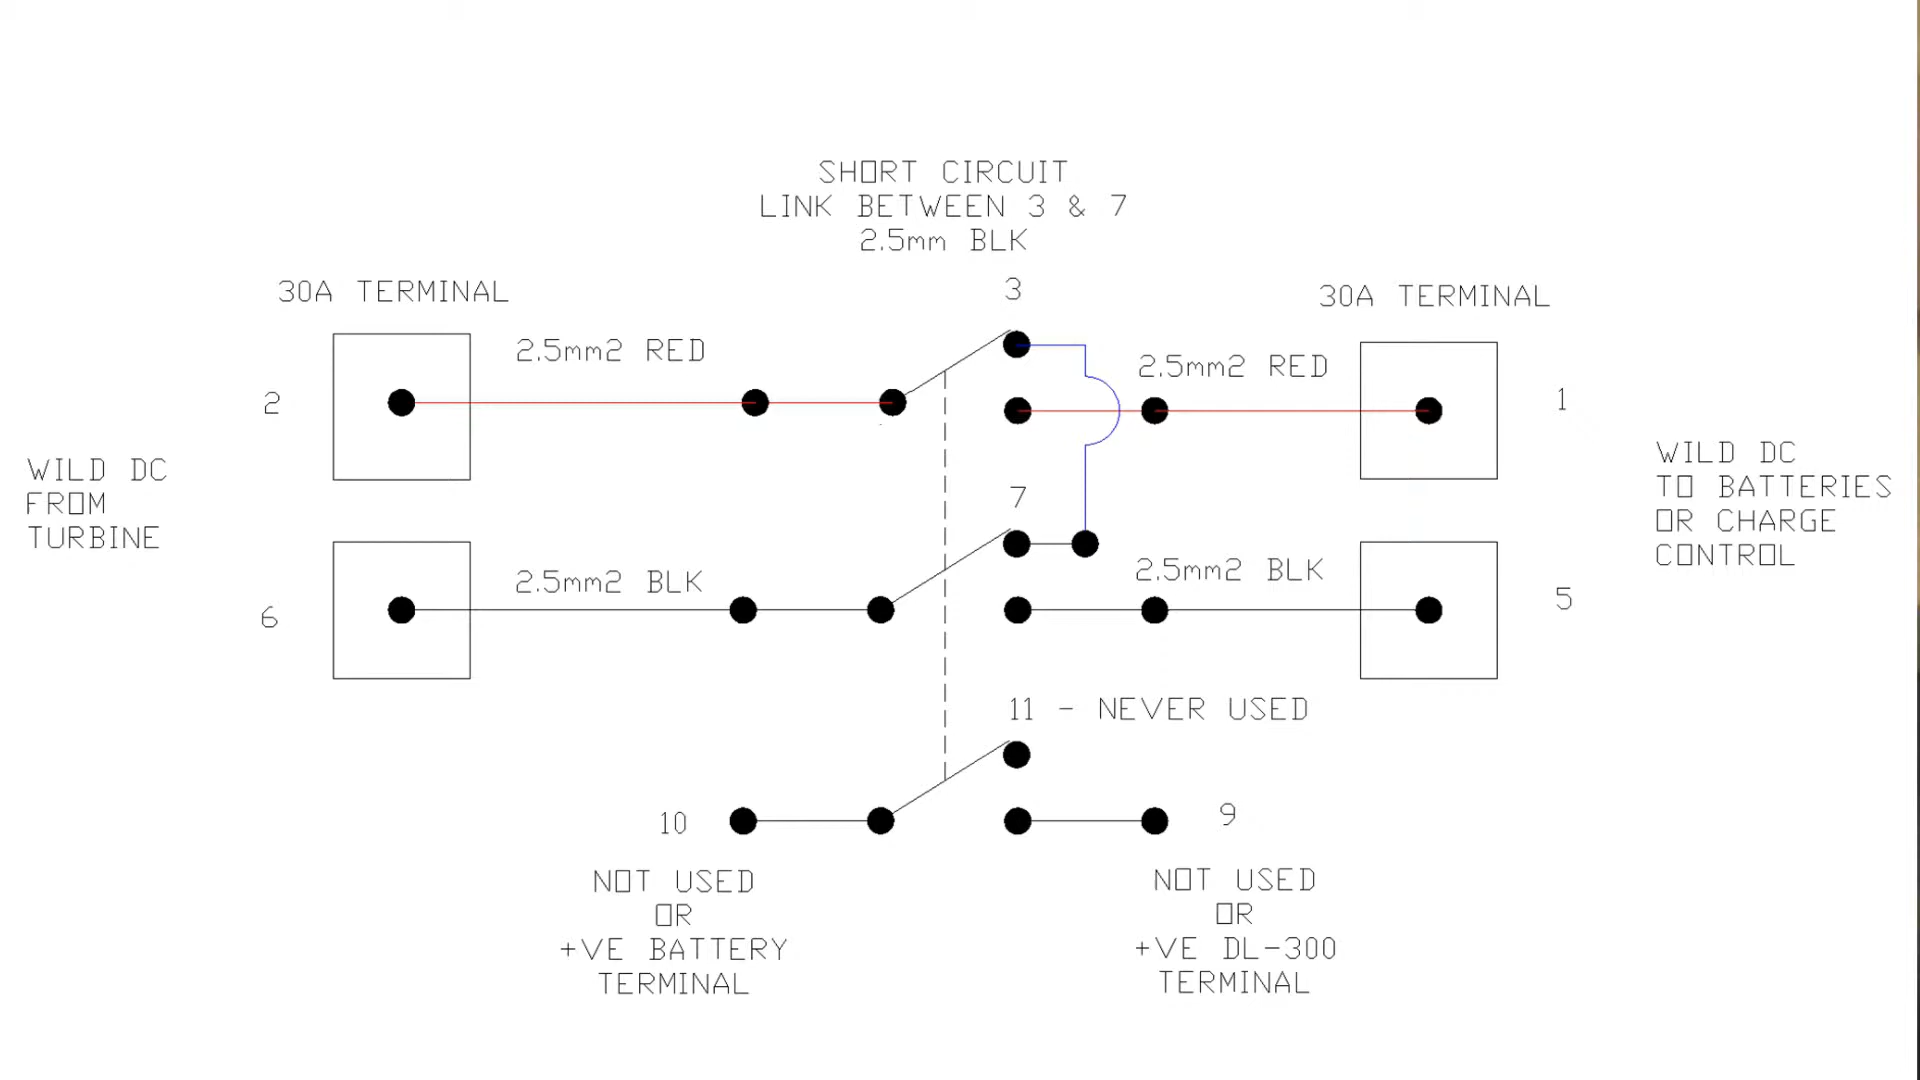 SHORT CIRCUIT
LINK BETWEEN 3 & 7
2.5mm BLK
3
30A TERMINAL
30A TERMINAL
2.5mm2 RED
2.5mm2 RED
2
1
WILD DC
FROM
TURBINE
WILD DC
TO BATTERIES
OR CHARGE
CONTROL
7
2.5mm2 BLK
2.5mm2 BLK
6
5
11 - NEVER USED
10
9
NOT USED
OR
+VE BATTERY
TERMINAL
NOT USED
OR
+VE DL-300
TERMINAL